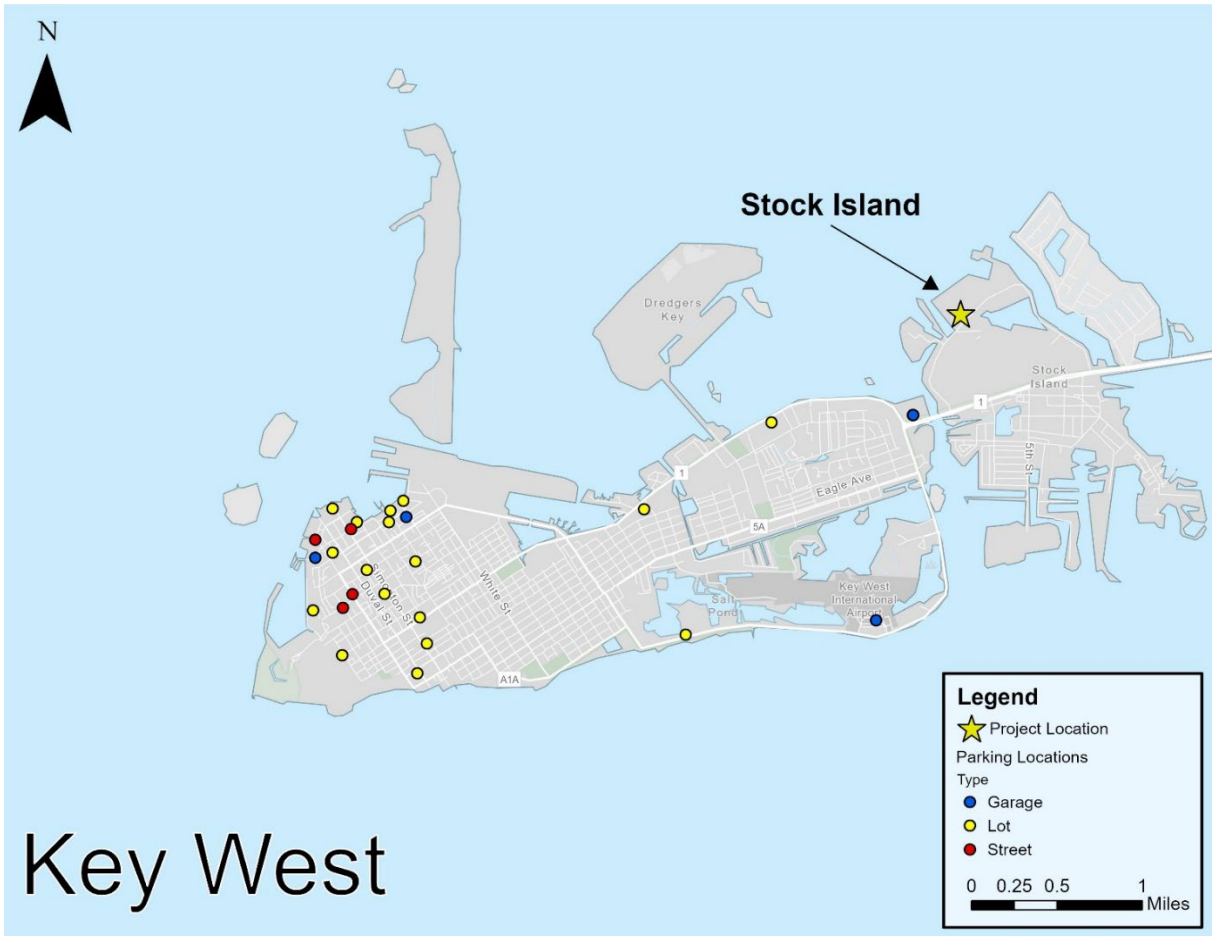 N
Stock Island
Dredgers
Key
Stock
Island
1
1
5th St
Eagle Ave
5A
Simonton St
Duval St
White St
Key West
International
Airport
Salt
Pond
A1A
Legend
Project Location
Parking Locations
Type
Garage
Lot
Street
0 0.25 0.5 1
Miles
Key West